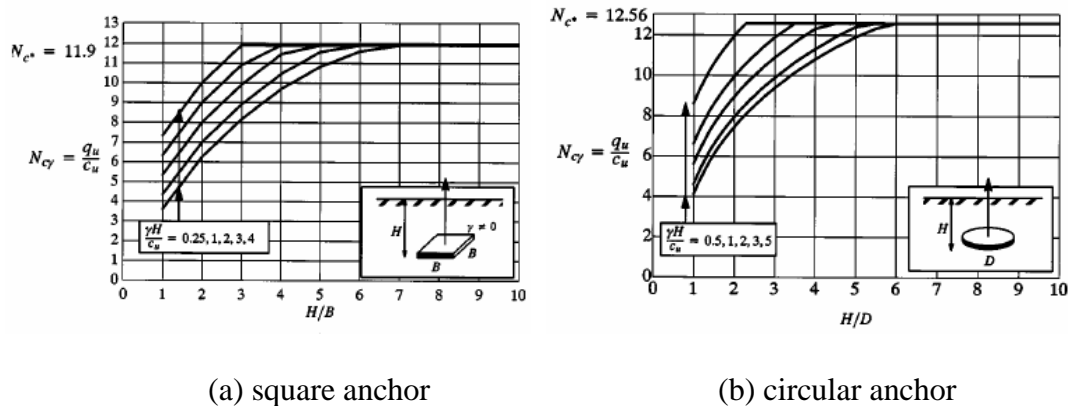 13
N_c* = 11.9
12
11
10
9
8
7
6
5
4
3
2
1
0
N_cγ = q_u/c_u
γH/c_u = 0.25, 1, 2, 3, 4
H
γ ≠ 0
B
B
0 1 2 3 4 5 6 7 8 9 10
H/B
N_c* = 12.56
12
10
8
6
4
2
0
N_cγ = q_u/c_u
γH/c_u = 0.5, 1, 2, 3, 5
H
D
0 1 2 3 4 5 6 7 8 9 10
H/D
(a) square anchor
(b) circular anchor